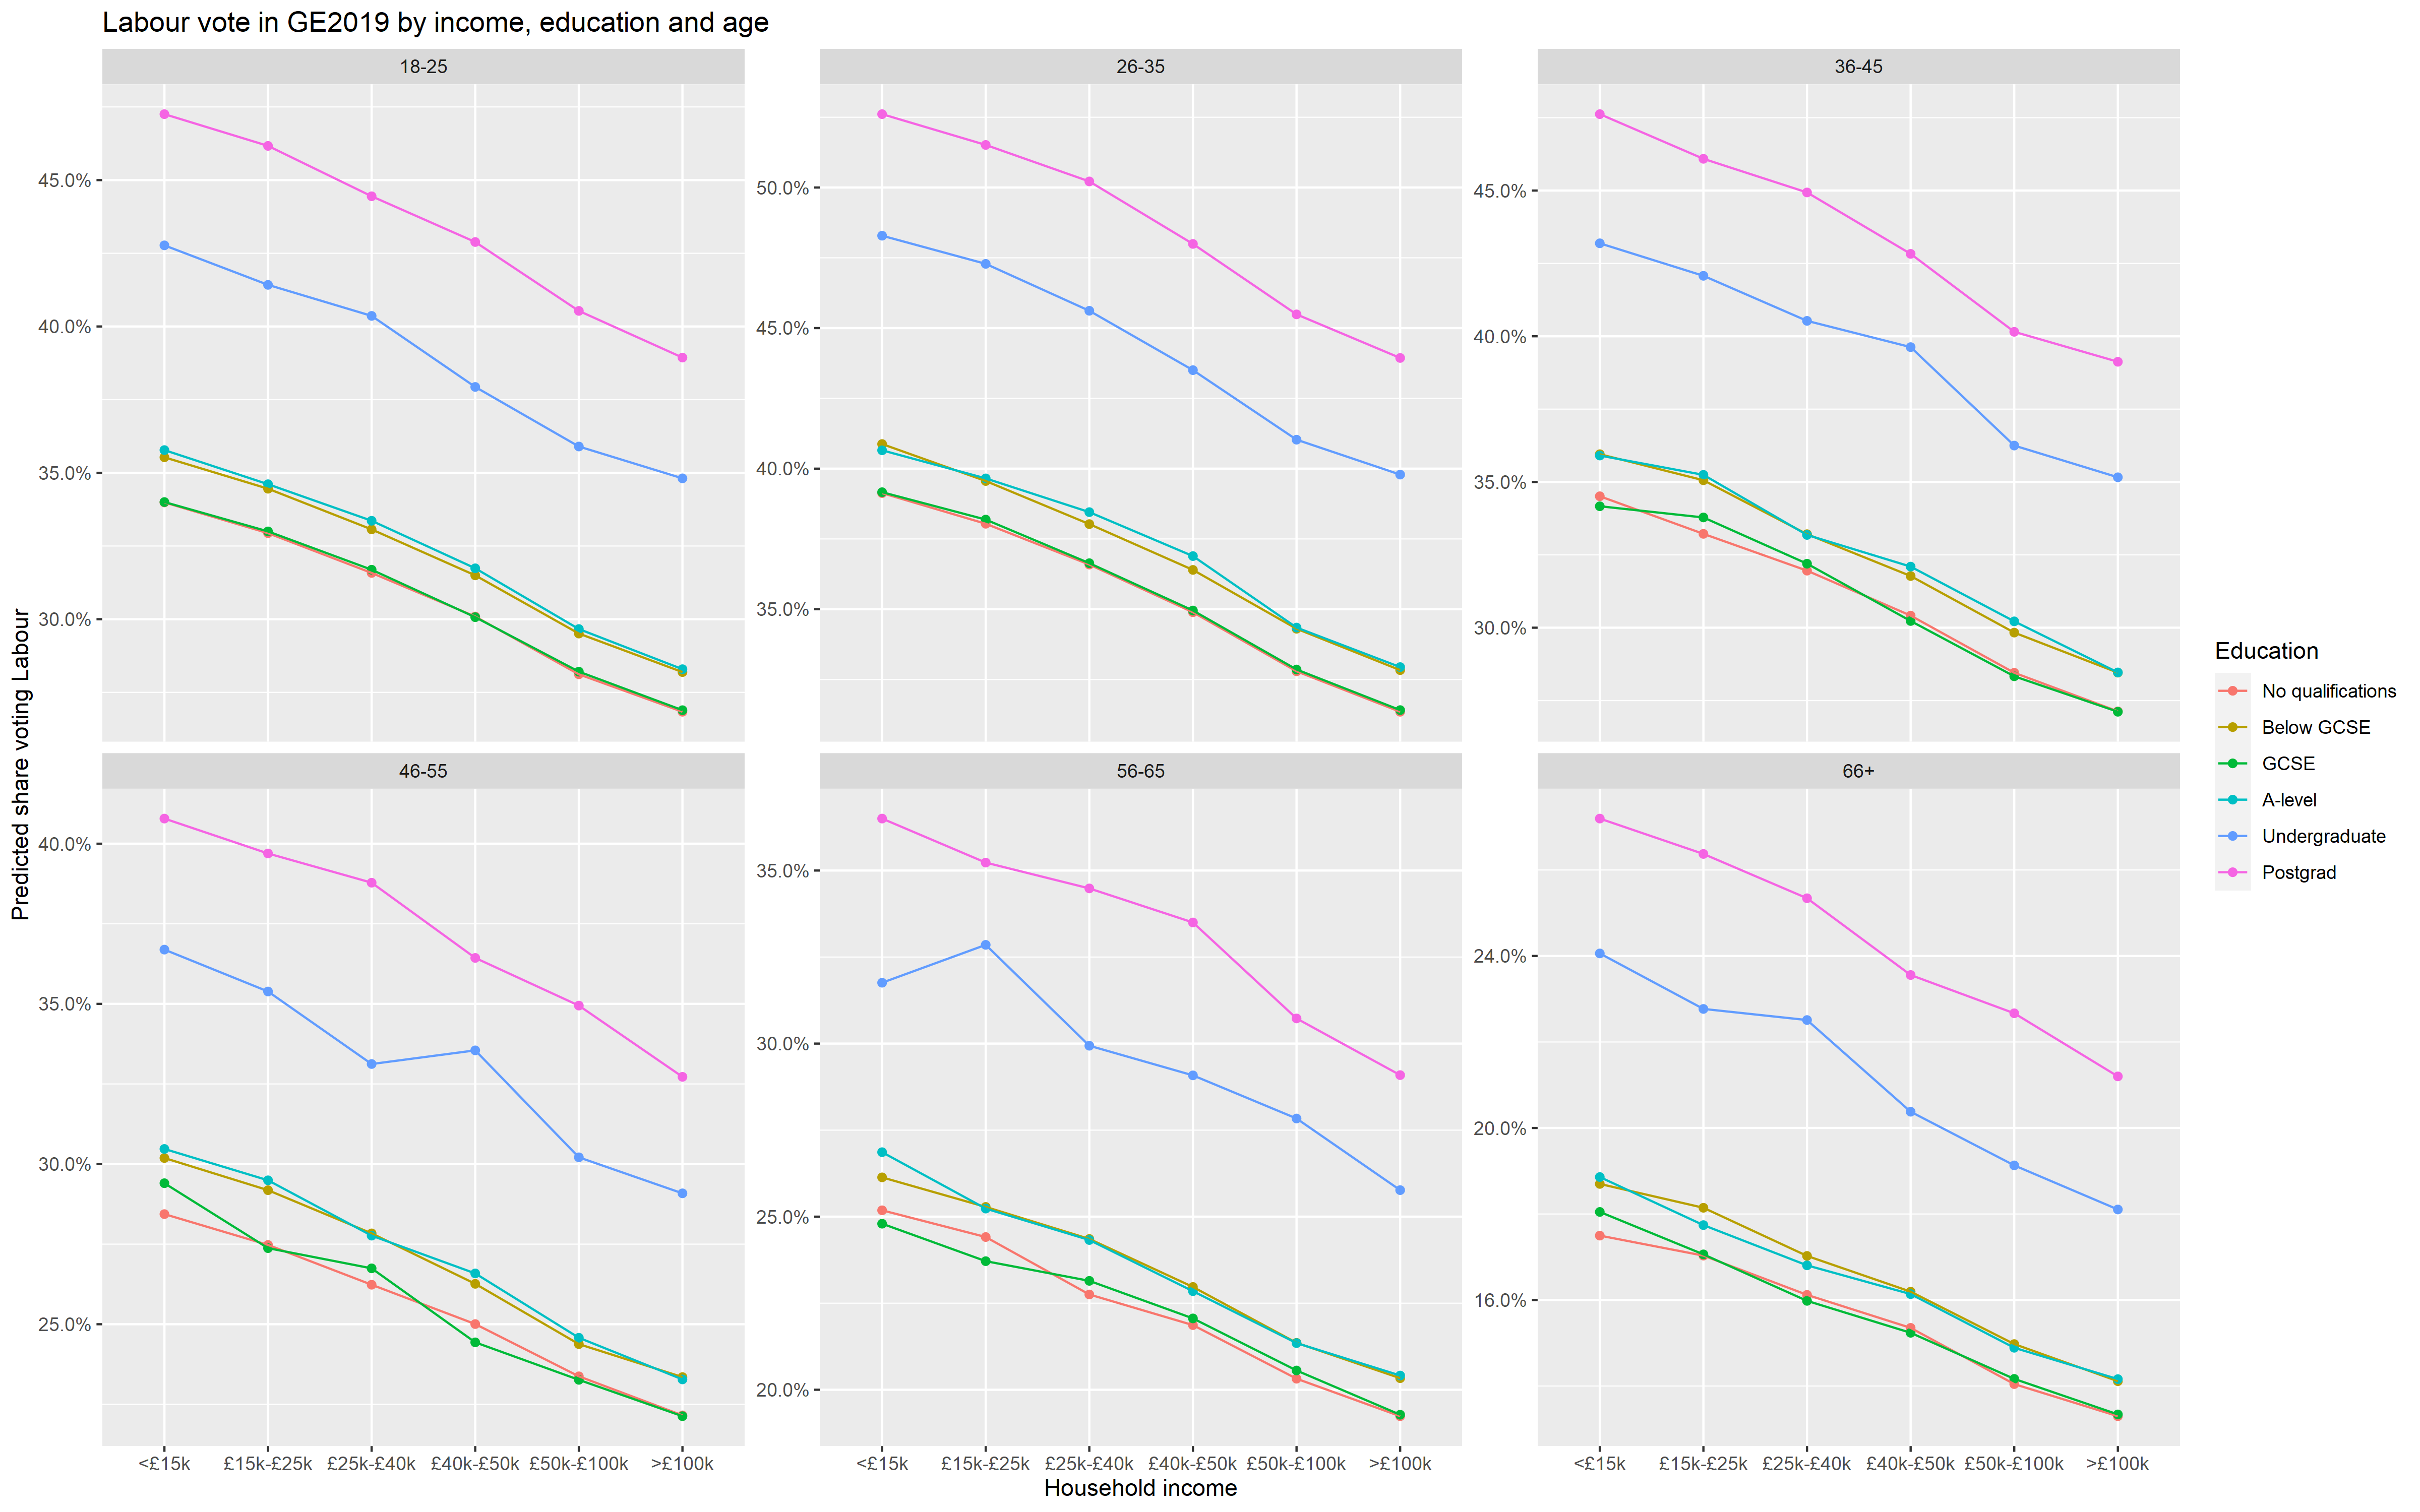 Labour vote in GE2019 by income, education and age
18-25
26-35
36-45
45.0%
40.0%
35.0%
30.0%
50.0%
45.0%
40.0%
35.0%
45.0%
40.0%
35.0%
30.0%
Predicted share voting Labour
46-55
56-65
66+
40.0%
35.0%
30.0%
25.0%
35.0%
30.0%
25.0%
20.0%
24.0%
20.0%
16.0%
<£15k £15k-£25k £25k-£40k £40k-£50k £50k-£100k >£100k
<£15k £15k-£25k £25k-£40k £40k-£50k £50k-£100k >£100k
<£15k £15k-£25k £25k-£40k £40k-£50k £50k-£100k >£100k
Household income
Education
No qualifications
Below GCSE
GCSE
A-level
Undergraduate
Postgrad